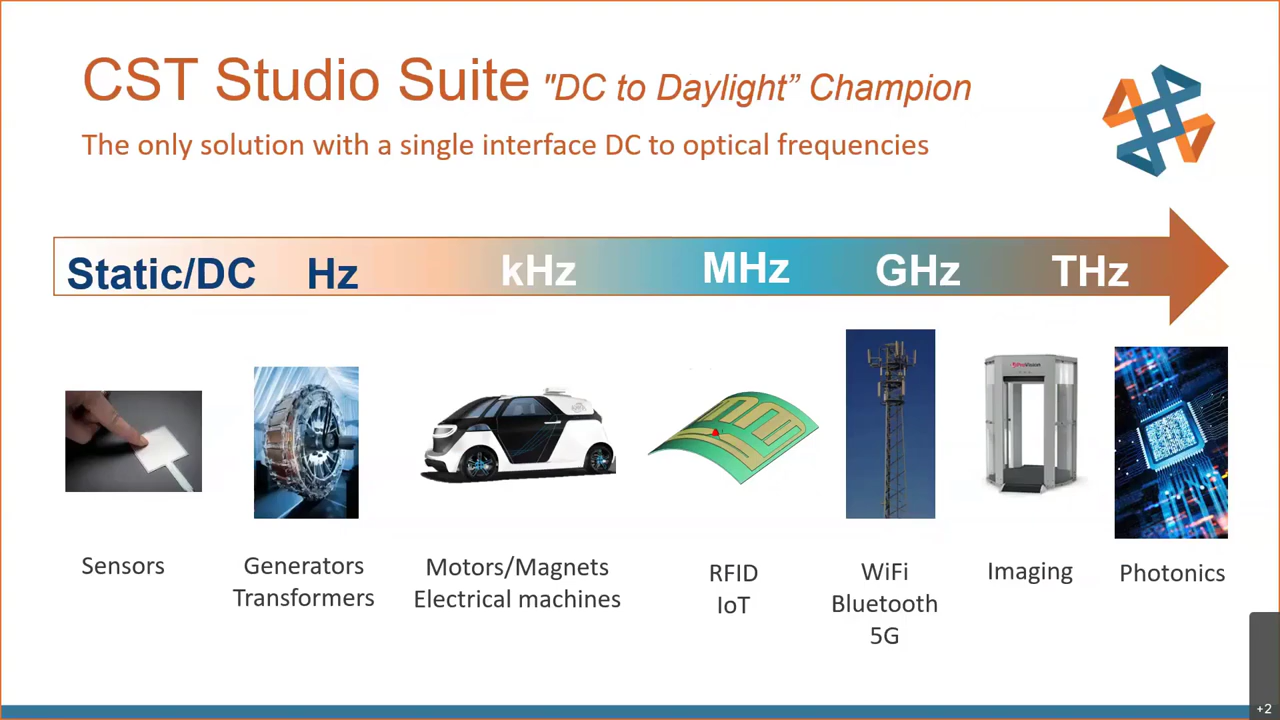 CST Studio Suite "DC to Daylight” Champion
The only solution with a single interface DC to optical frequencies
Static/DC Hz kHz MHz GHz THz
ProVision
Sensors
Generators
Transformers
Motors/Magnets
Electrical machines
RFID
IoT
WiFi
Bluetooth
5G
Imaging
Photonics
+2